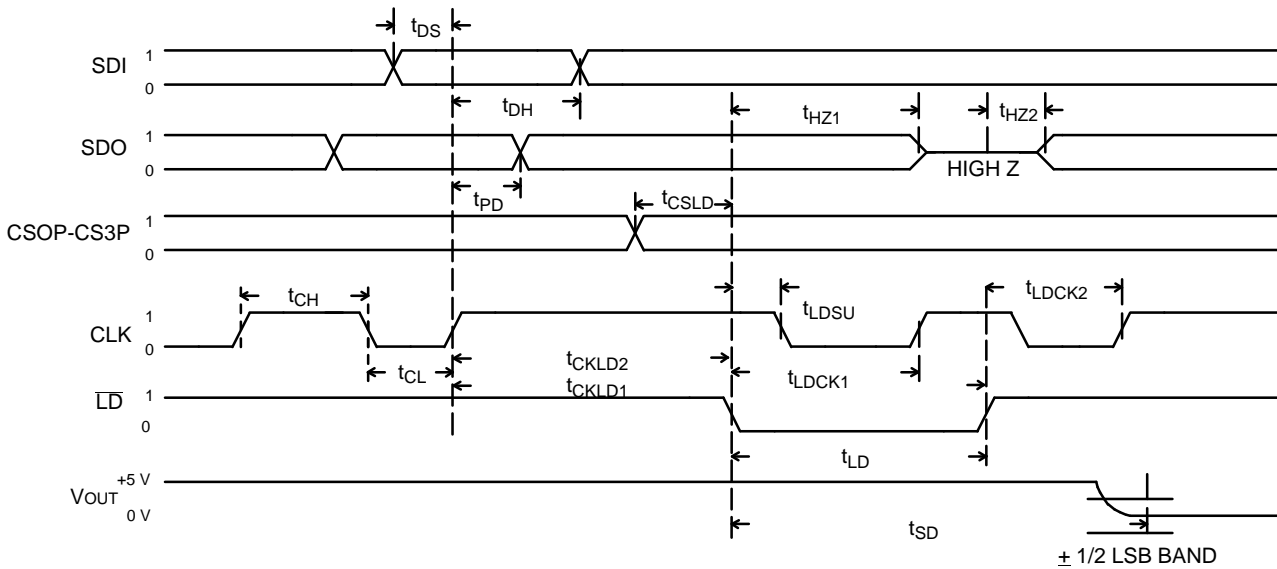 tDS
SDI 1
0
tDH
tHZ1
tHZ2
SDO 1
0
HIGH Z
tPD
tCSLD
CSOP-CS3P 1
0
tCH
tLDCK2
tLDSU
CLK 1
0
tCL
tCKLD2
tLDCK1
tCKLD1
LD 1
0
tLD
VOUT +5 V
0 V
tSD
± 1/2 LSB BAND